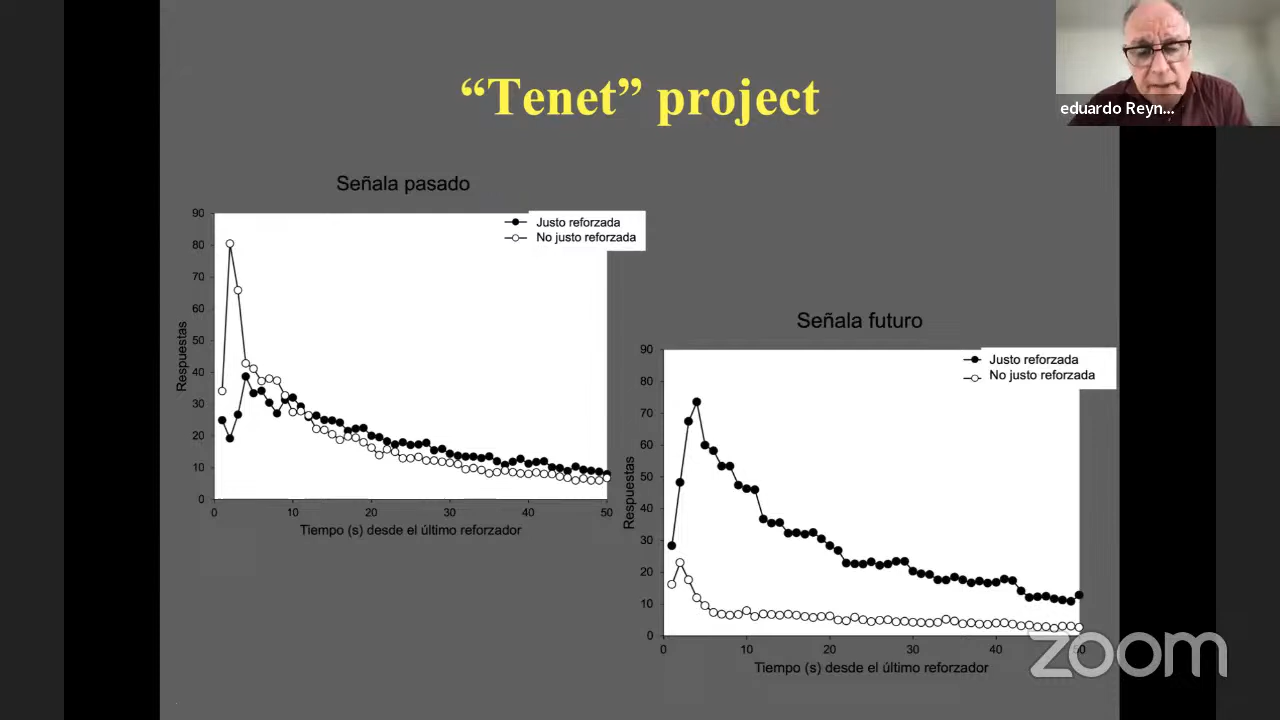 “Tenet” project
eduardo Reyn...
Señala pasado
90
80
70
60
50
40
30
20
10
0
Respuestas
Justo reforzada
No justo reforzada
0 10 20 30 40 50
Tiempo (s) desde el último reforzador
Señala futuro
90
80
70
60
50
40
30
20
10
0
Respuestas
Justo reforzada
No justo reforzada
0 10 20 30 40 50
Tiempo (s) desde el último reforzador
zoom